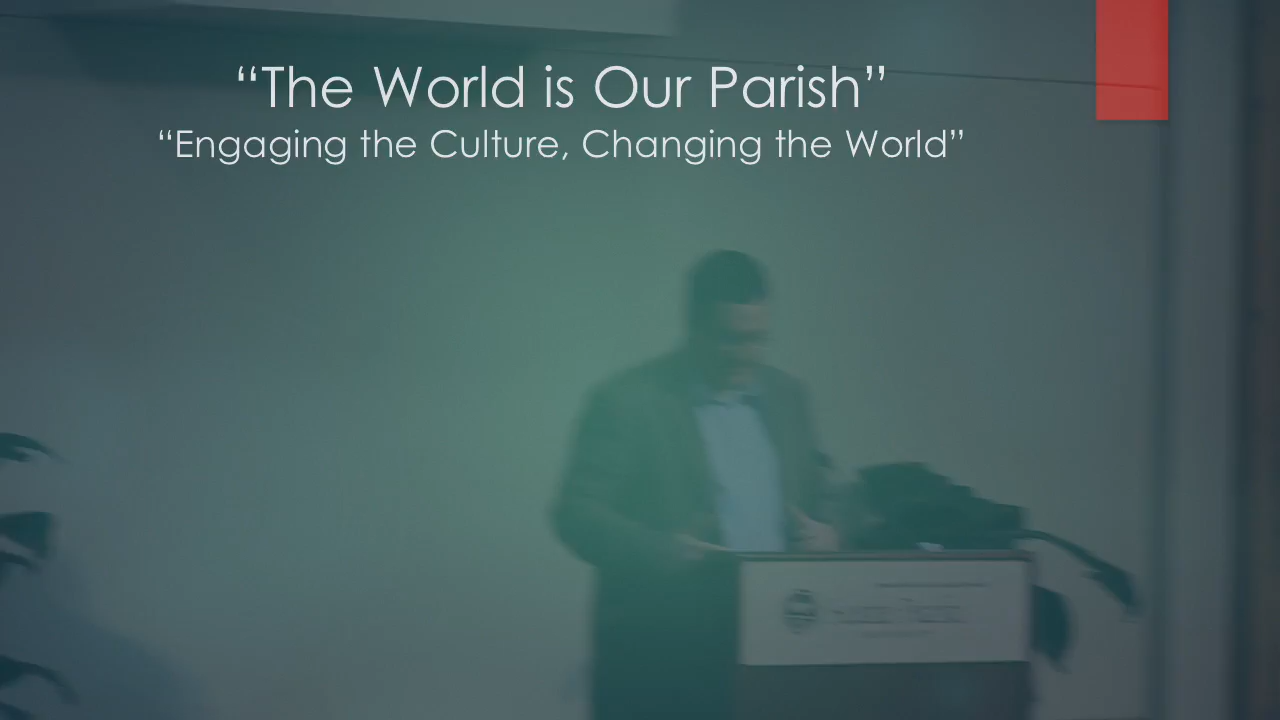 “The World is Our Parish”
“Engaging the Culture, Changing the World”